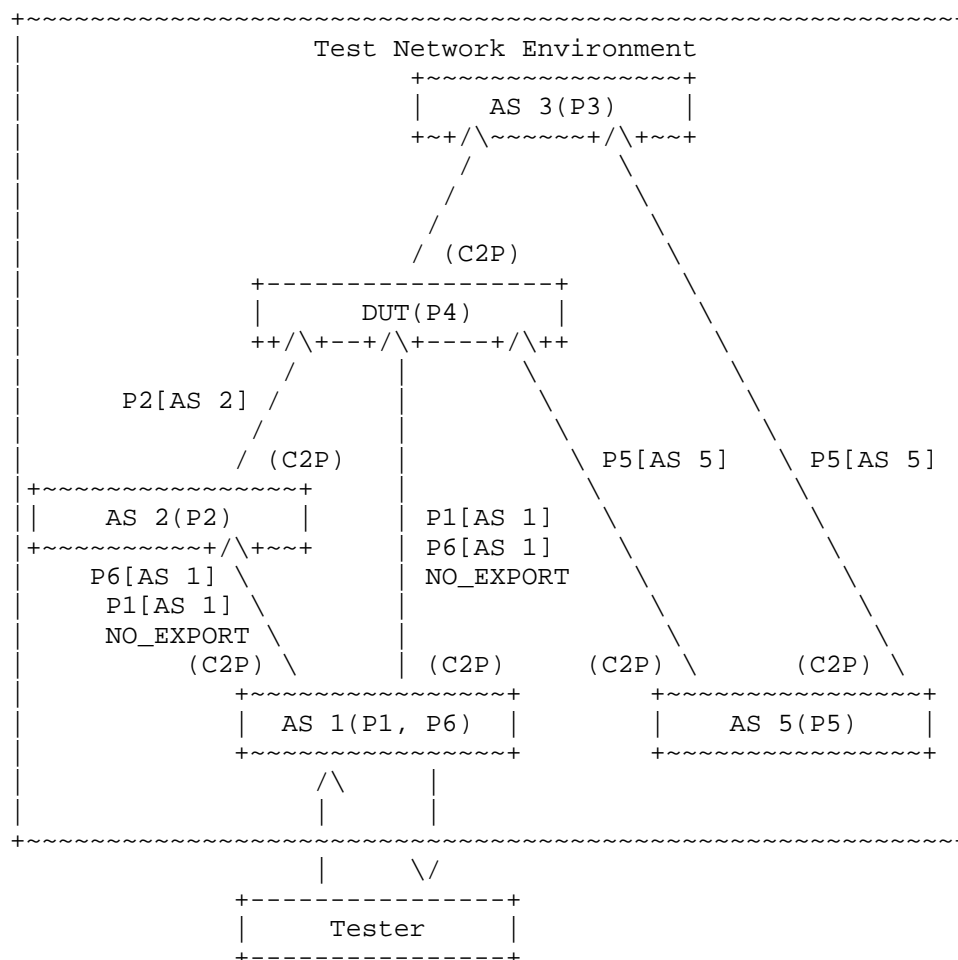 Test Network Environment
AS 3(P3)
(C2P)
DUT(P4)
P2[AS 2]
(C2P) P5[AS 5] P5[AS 5]
AS 2(P2) P1[AS 1]
P6[AS 1] P6[AS 1]
P1[AS 1] NO_EXPORT
NO_EXPORT
(C2P) (C2P) (C2P) (C2P)
AS 1(P1, P6) AS 5(P5)
Tester